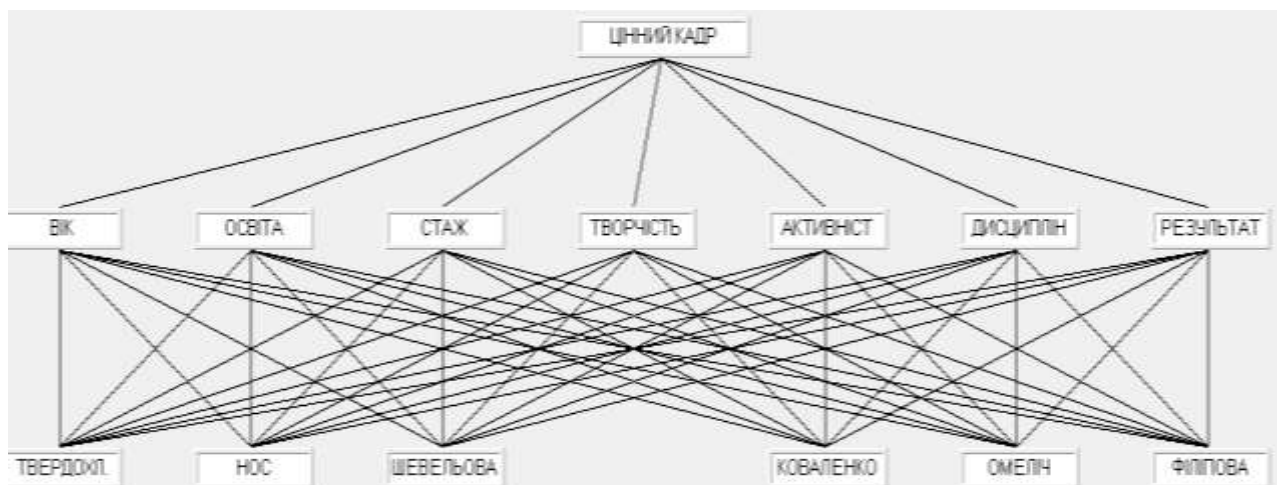 ЦІННИЙ КАДР
ВІК ОСВІТА СТАЖ ТВОРЧІСТЬ АКТИВНІСТ ДИСЦИПЛІН РЕЗУЛЬТАТ
ТВЕРДОХЛ. НОС ШЕВЕЛЬОВА КОВАЛЕНКО ОМЕЛІЧ ФІЛІПОВА